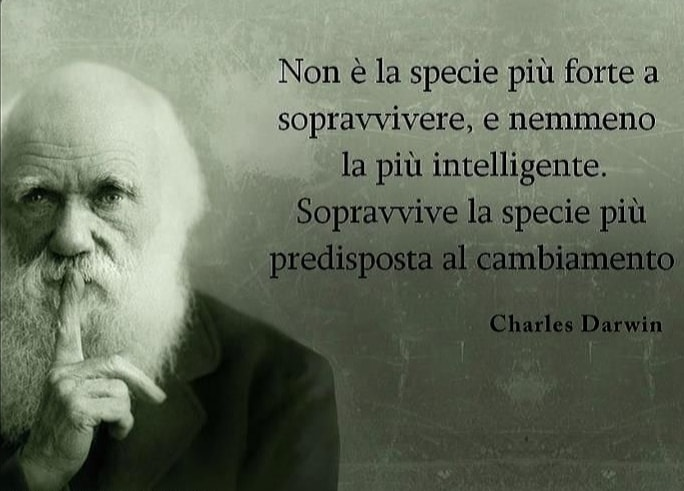 Non è la specie più forte a
sopravvivere, e nemmeno
la più intelligente.
Sopravvive la specie più
predisposta al cambiamento
Charles Darwin